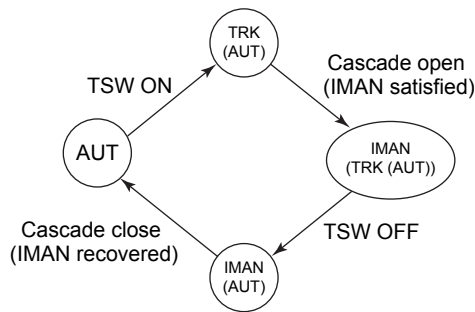 TRK
(AUT)
Cascade open
(IMAN satisfied)
TSW ON
AUT
IMAN
(TRK (AUT))
Cascade close
(IMAN recovered)
TSW OFF
IMAN
(AUT)